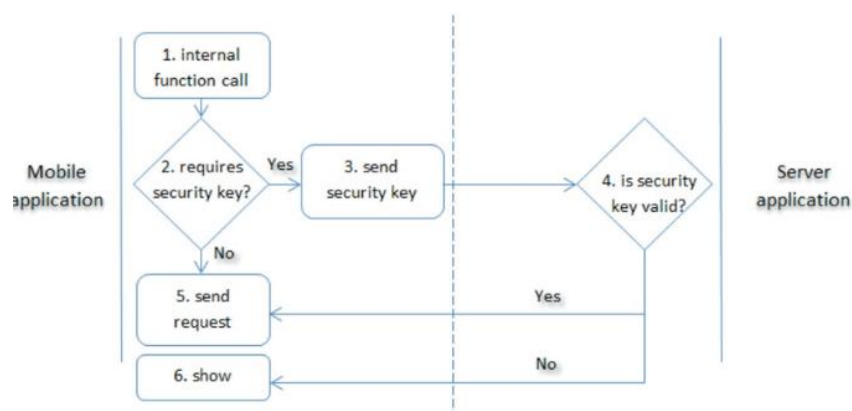 1. internal
function call
Mobile
application
2. requires
security key?
Yes
3. send
security key
4. is security
key valid?
Server
application
No
5. send
request
Yes
6. show
No